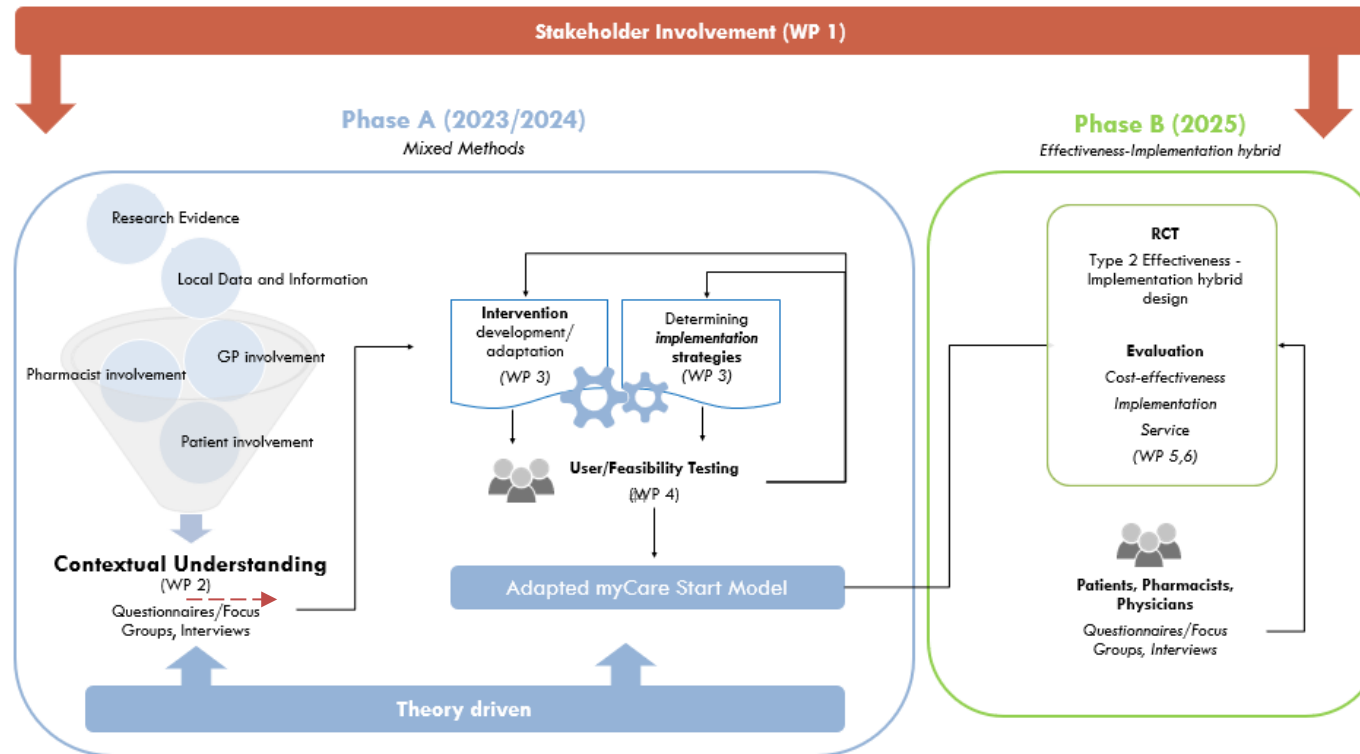 Stakeholder Involvement (WP 1)
Phase A (2023/2024)
Mixed Methods
Research Evidence
Local Data and Information
GP involvement
Pharmacist involvement
Patient involvement
Contextual Understanding
(WP 2)
Questionnaires/Focus
Groups, Interviews
Intervention
development/
adaptation
(WP 3)
Determining
implementation
strategies
(WP 3)
User/Feasibility Testing
(WP 4)
Adapted myCare Start Model
Theory driven
Phase B (2025)
Effectiveness-Implementation hybrid
RCT
Type 2 Effectiveness -
Implementation hybrid
design
Evaluation
Cost-effectiveness
Implementation
Service
(WP 5,6)
Patients, Pharmacists,
Physicians
Questionnaires/Focus
Groups, Interviews